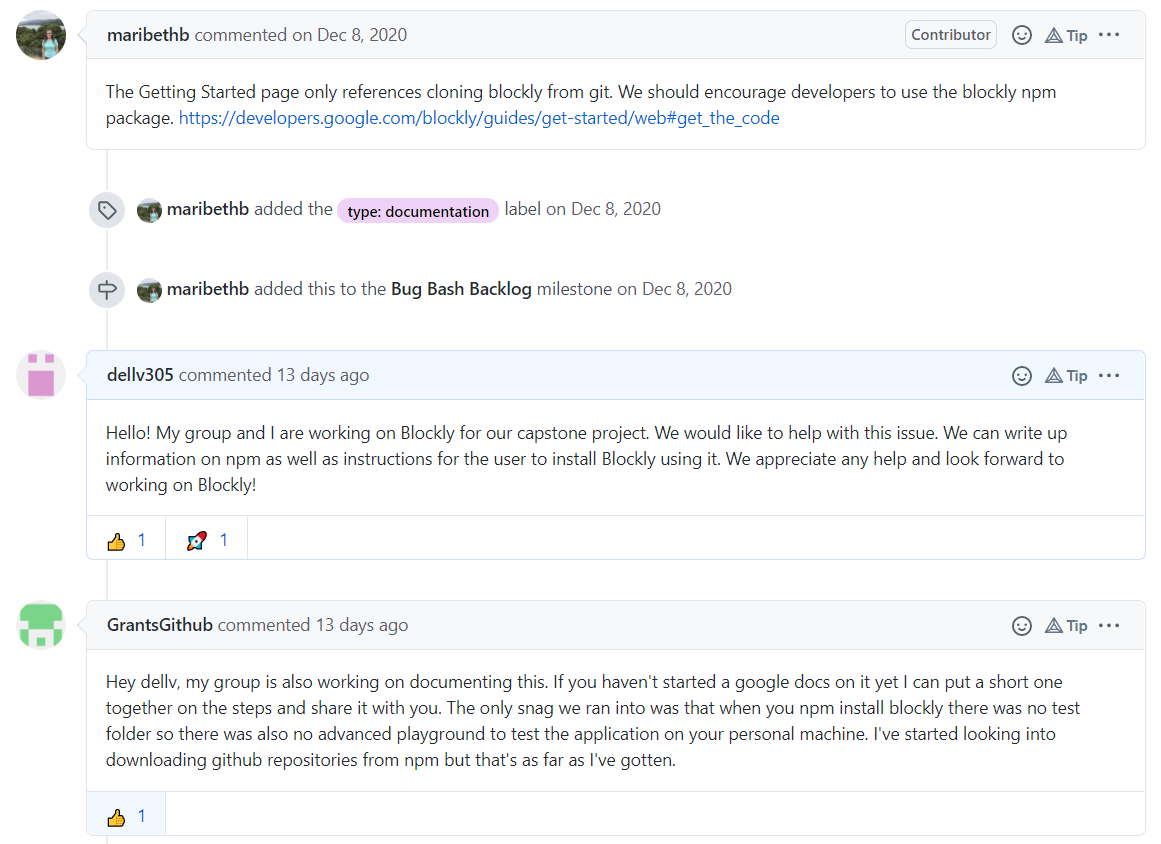 maribethb commented on Dec 8, 2020 Contributor Tip
The Getting Started page only references cloning blockly from git. We should encourage developers to use the blockly npm
package. https://developers.google.com/blockly/guides/get-started/web#get_the_code
maribethb added the type: documentation label on Dec 8, 2020
maribethb added this to the Bug Bash Backlog milestone on Dec 8, 2020
dellv305 commented 13 days ago Tip
Hello! My group and I are working on Blockly for our capstone project. We would like to help with this issue. We can write up
information on npm as well as instructions for the user to install Blockly using it. We appreciate any help and look forward to
working on Blockly!
👍 1 🚀 1
GrantsGithub commented 13 days ago Tip
Hey dellv, my group is also working on documenting this. If you haven't started a google docs on it yet I can put a short one
together on the steps and share it with you. The only snag we ran into was that when you npm install blockly there was no test
folder so there was also no advanced playground to test the application on your personal machine. I've started looking into
downloading github repositories from npm but that's as far as I've gotten.
👍 1